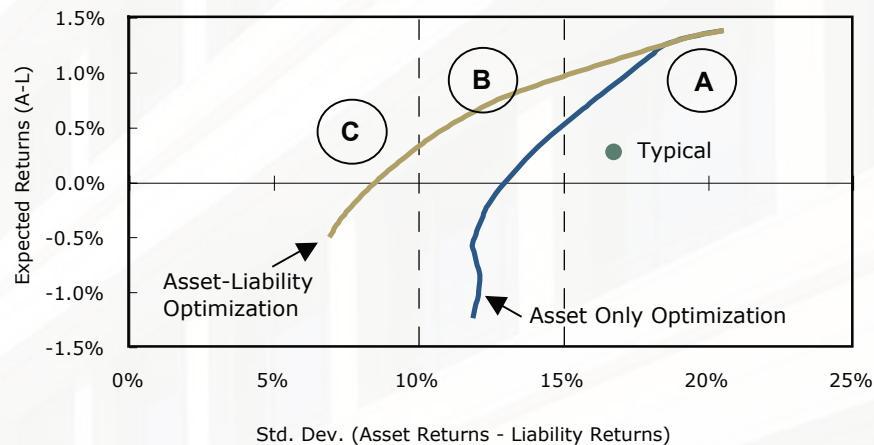 1.5%
1.0%
0.5%
0.0%
-0.5%
-1.0%
-1.5%
Expected Returns (A-L)
A
B
C
Typical
Asset-Liability
Optimization
Asset Only Optimization
0%
5%
10%
15%
20%
25%
Std. Dev. (Asset Returns - Liability Returns)